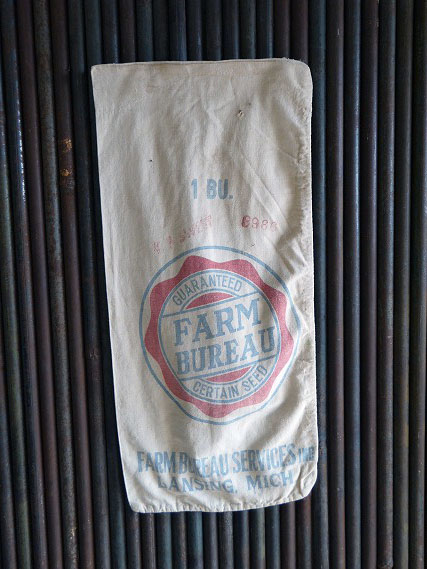 1 BU.
GUARANTEED
FARM
BUREAU
CERTAIN SEED
FARM BUREAU SERVICES INC
LANSING, MICH